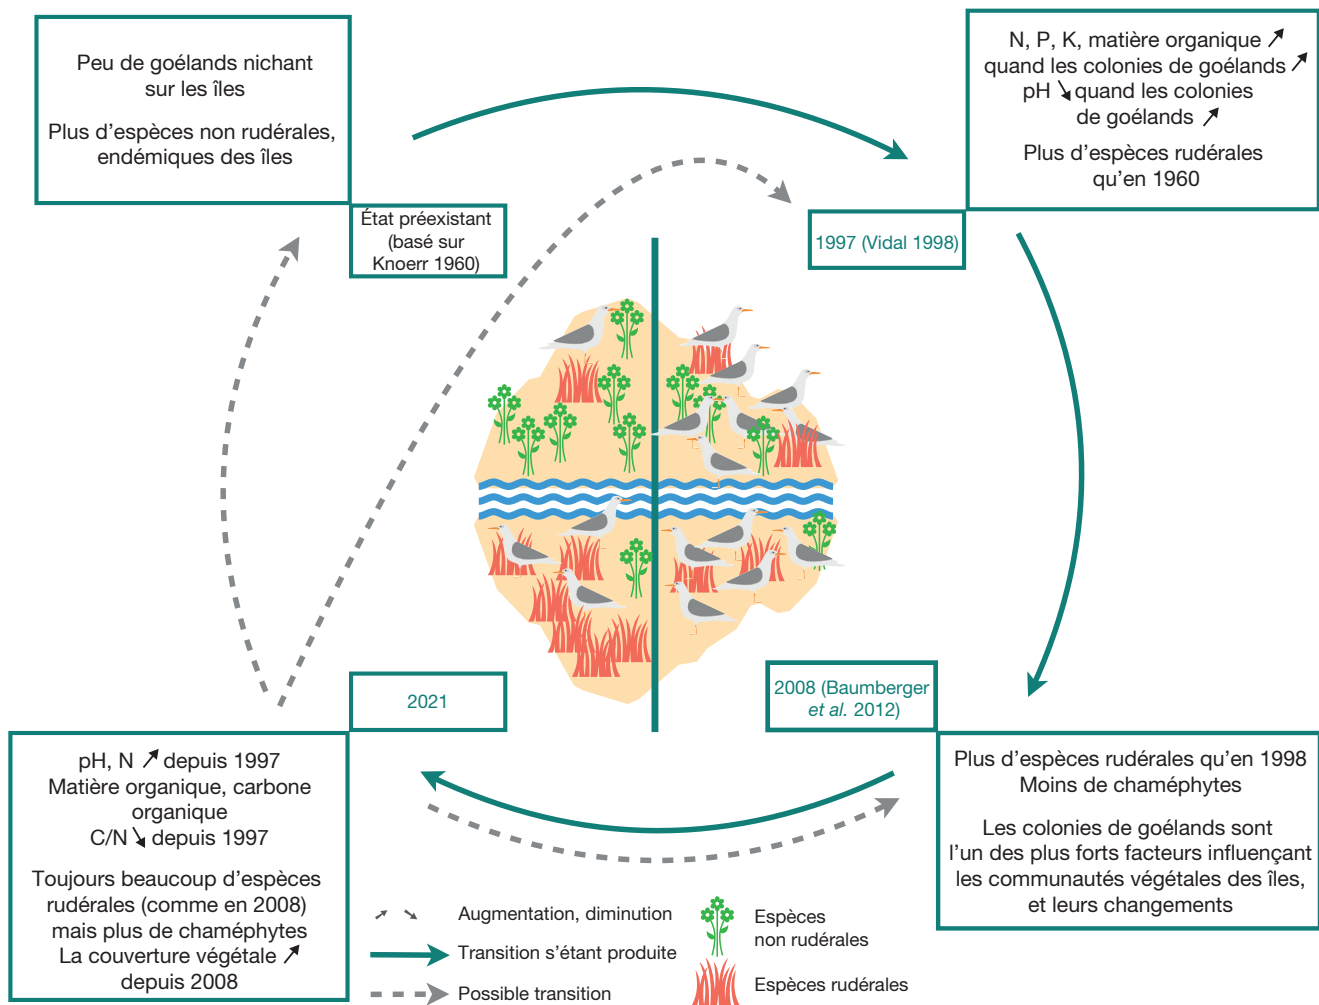 Peu de goélands nichant
sur les îles
Plus d'espèces non rudérales,
endémiques des îles
État préexistant
(basé sur
Knoerr 1960)
N, P, K, matière organique ↗
quand les colonies de goélands ↗
pH ↘ quand les colonies
de goélands ↗
Plus d'espèces rudérales
qu'en 1960
1997 (Vidal 1998)
2008 (Baumberger
et al. 2012)
Plus d'espèces rudérales qu'en 1998
Moins de chaméphytes
Les colonies de goélands sont
l'un des plus forts facteurs influençant
les communautés végétales des îles,
et leurs changements
2021
pH, N ↗ depuis 1997
Matière organique, carbone
organique
C/N ↘ depuis 1997
Toujours beaucoup d'espèces
rudérales (comme en 2008)
mais plus de chaméphytes
La couverture végétale ↗
depuis 2008
Augmentation, diminution
Transition s'étant produite
Possible transition
Espèces
non rudérales
Espèces rudérales